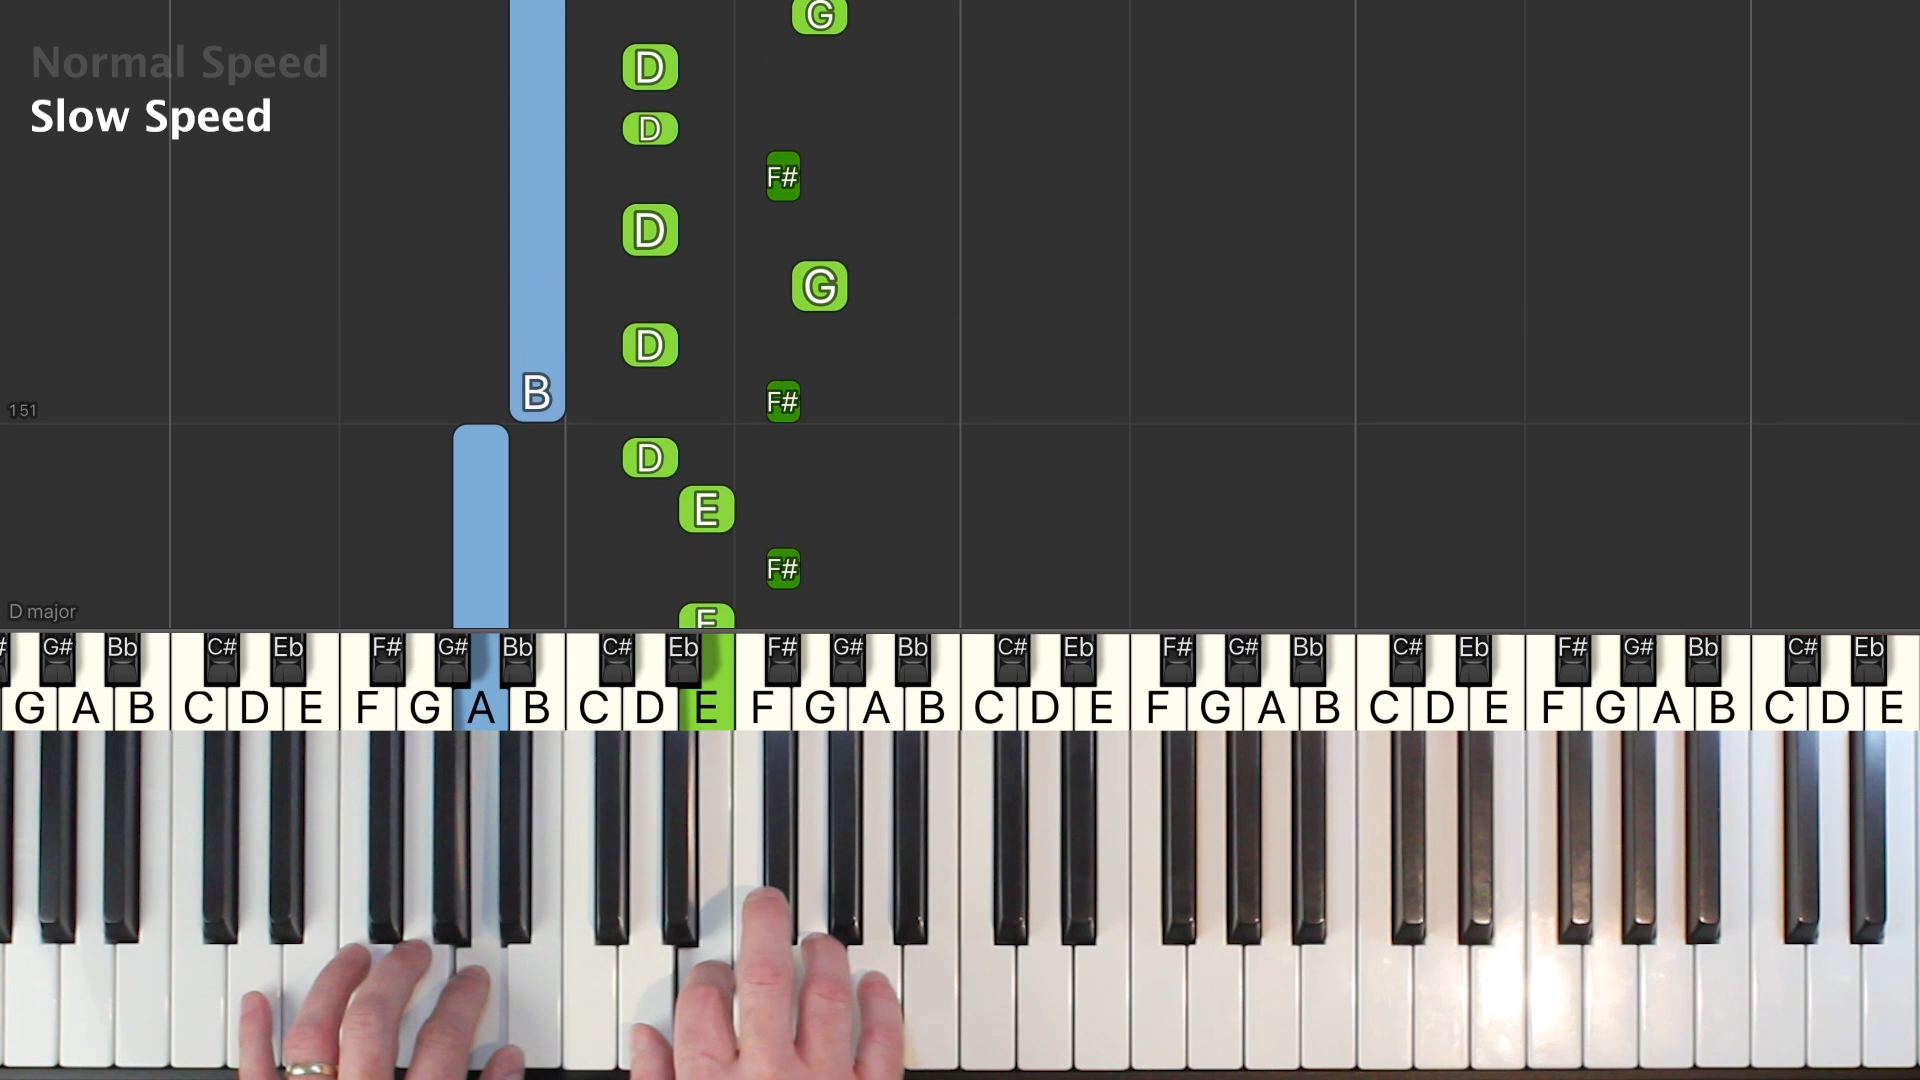 G
Normal Speed
D
Slow Speed
D
F#
D
G
D
B
F#
151
D
E
F#
D major
E
# G# Bb C# Eb F# G# Bb C# Eb F# G# Bb C# Eb F# G# Bb C# Eb F# G# Bb C# Eb
G A B C D E F G A B C D E F G A B C D E F G A B C D E F G A B C D E